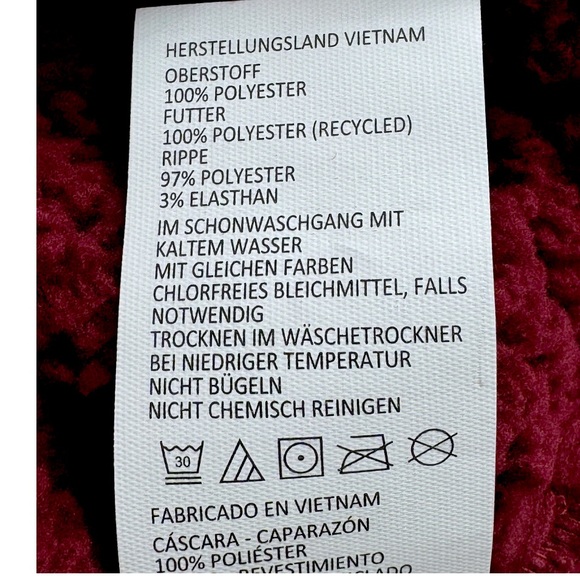 HERSTELLUNGSLAND VIETNAM
OBERSTOFF
100% POLYESTER
FUTTER
100% POLYESTER (RECYCLED)
RIPPE
97% POLYESTER
3% ELASTHAN
IM SCHONWASCHGANG MIT
KALTEM WASSER
MIT GLEICHEN FARBEN
CHLORFREIES BLEICHMITTEL, FALLS
NOTWENDIG
TROCKNEN IM WÄSCHETROCKNER
BEI NIEDRIGER TEMPERATUR
NICHT BÜGELN
NICHT CHEMISCH REINIGEN
30
FABRICADO EN VIETNAM
CÁSCARA - CAPARAZÓN
100% POLIÉSTER
REVESTIMIENTO